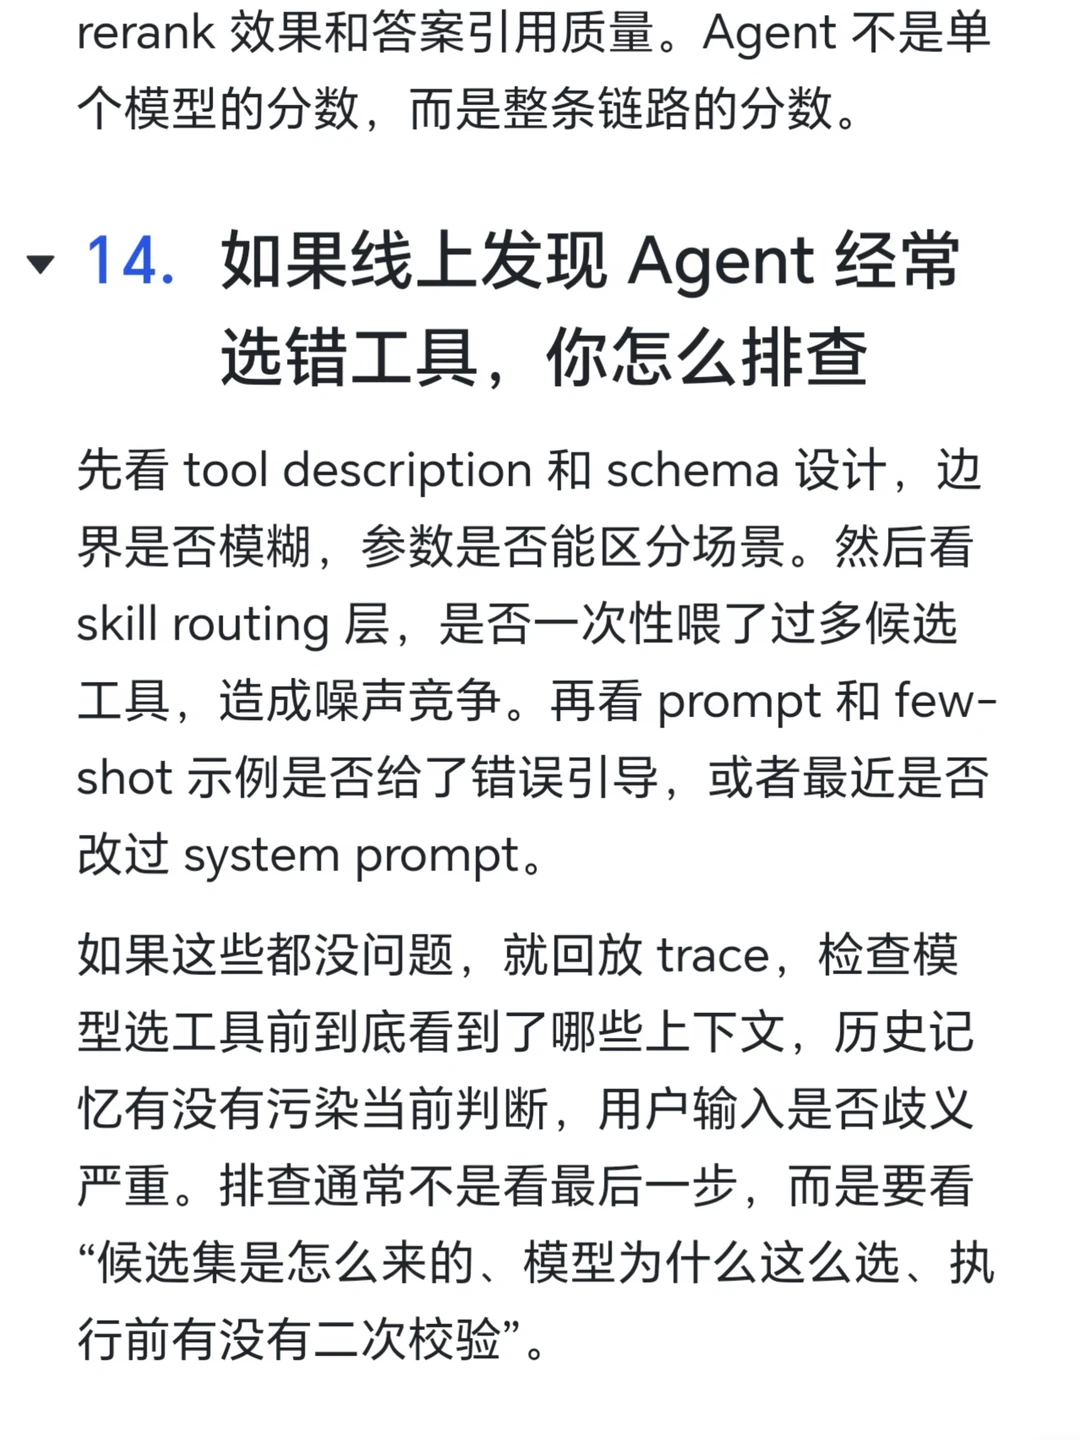 rerank 效果和答案引用质量。Agent 不是单
个模型的分数，而是整条链路的分数。
14. 如果线上发现 Agent 经常
选错工具，你怎么排查
先看 tool description 和 schema 设计，边
界是否模糊，参数是否能区分场景。然后看
skill routing 层，是否一次性喂了过多候选
工具，造成噪声竞争。再看 prompt 和 few-
shot 示例是否给了错误引导，或者最近是否
改过 system prompt。
如果这些都没问题，就回放 trace，检查模
型选工具前到底看到了哪些上下文，历史记
忆有没有污染当前判断，用户输入是否歧义
严重。排查通常不是看最后一步，而是要看
“候选集是怎么来的、模型为什么这么选、执
行前有没有二次校验”。